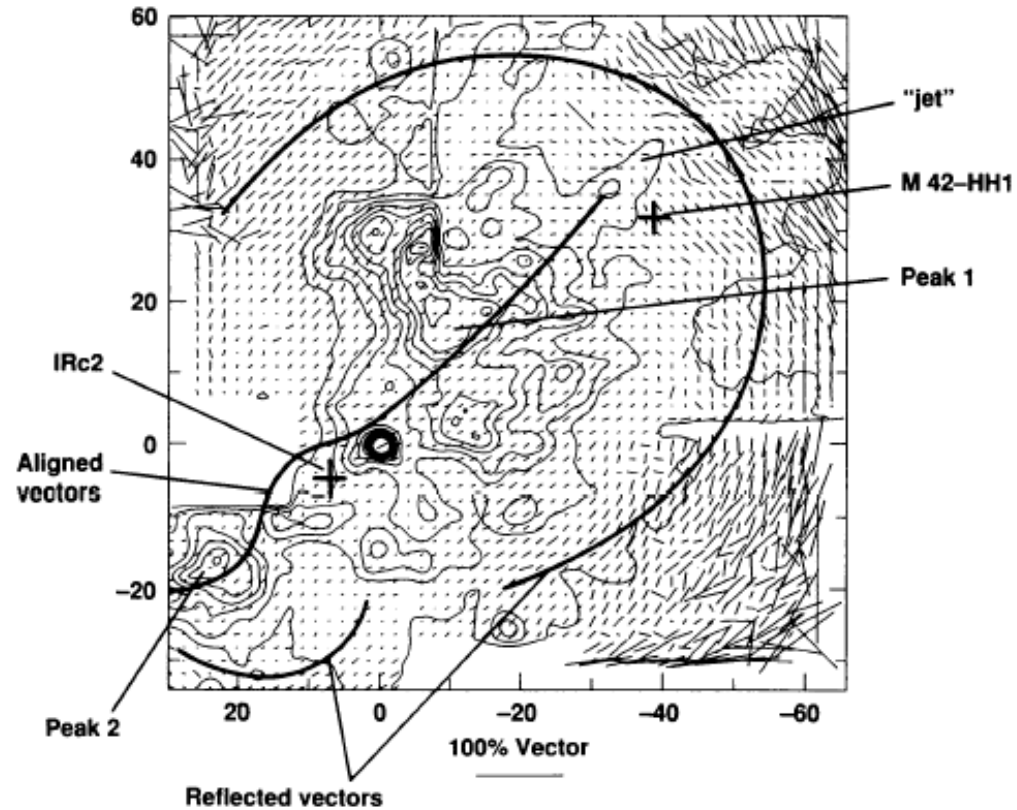 60
40
20
0
−20
20
0
−20
−40
−60
"jet"
M 42–HH1
Peak 1
IRc2
Aligned
vectors
Peak 2
100% Vector
Reflected vectors